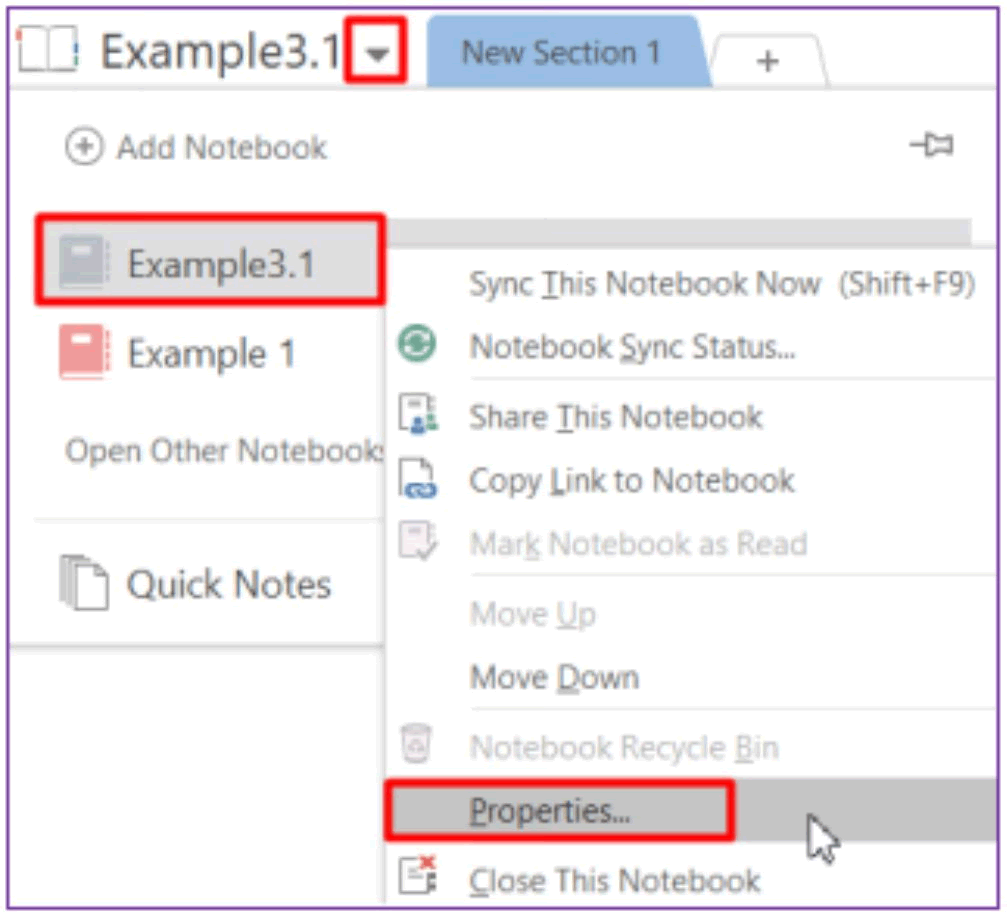 Example3.1 New Section 1 +
Add Notebook
Example3.1
Sync This Notebook Now (Shift+F9)
Notebook Sync Status...
Example 1
Share This Notebook
Open Other Notebooks
Copy Link to Notebook
Mark Notebook as Read
Quick Notes
Move Up
Move Down
Notebook Recycle Bin
Properties...
Close This Notebook